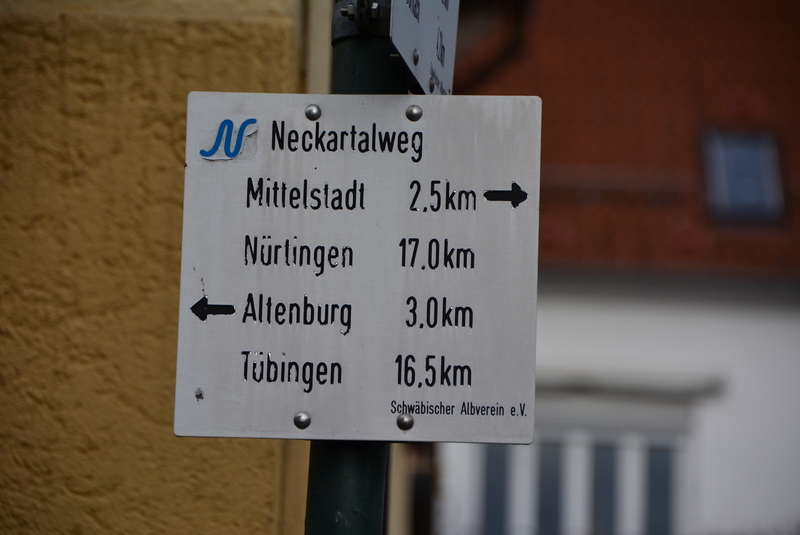 Neckartalweg
Mittelstadt 2,5km
Nürtingen 17,0km
Altenburg 3,0km
Tübingen 16,5km
Schwäbischer Albverein e.V.